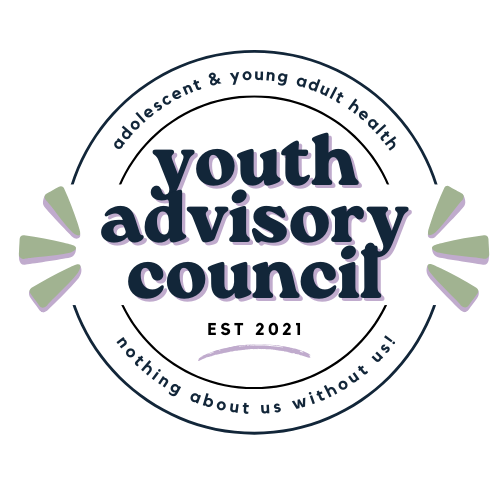 adolescent & young adult health
youth
advisory
council
EST 2021
nothing about us without us!